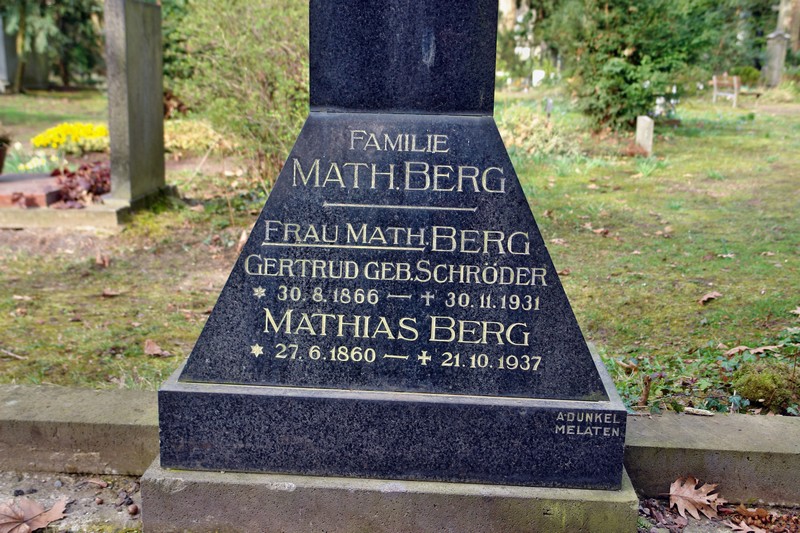 FAMILIE
MATH. BERG
FRAU MATH. BERG
GERTRUD GEB. SCHRÖDER
* 30.8.1866 — † 30.11.1931
MATHIAS BERG
* 27.6.1860 — † 21.10.1937
A. DUNKEL
MELATEN